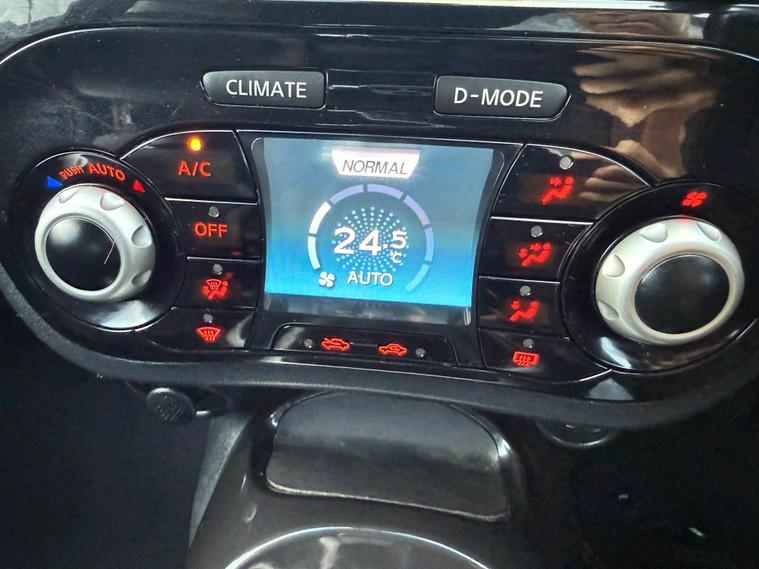 CLIMATE
D-MODE
PUSH AUTO
A/C
OFF
NORMAL
24.5°C
AUTO